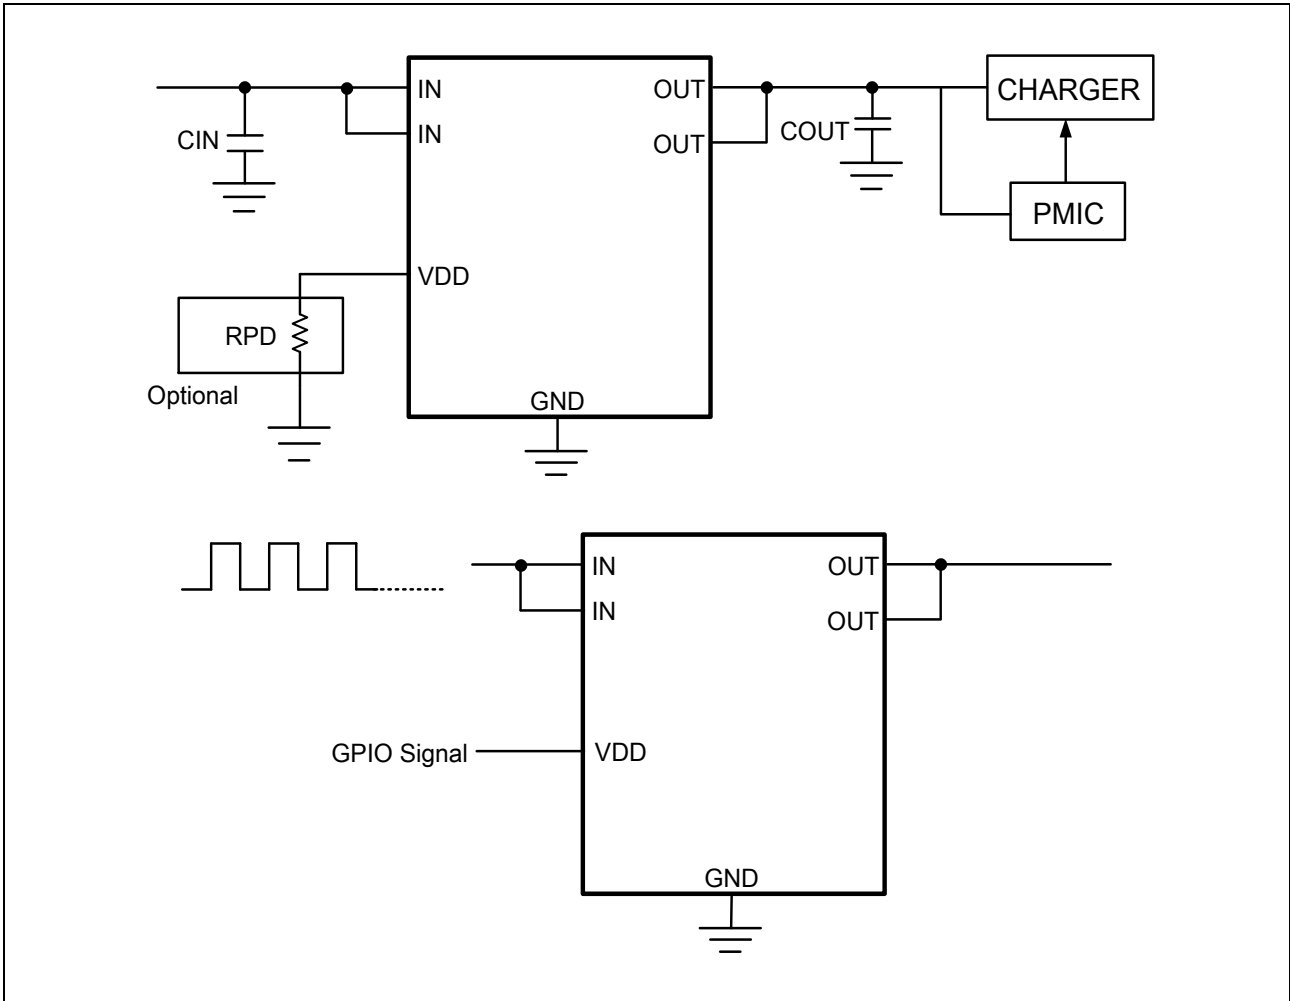 IN
OUT
CHARGER
CIN
IN
OUT
COUT
PMIC
VDD
RPD
Optional
GND
IN
OUT
IN
OUT
GPIO Signal
VDD
GND